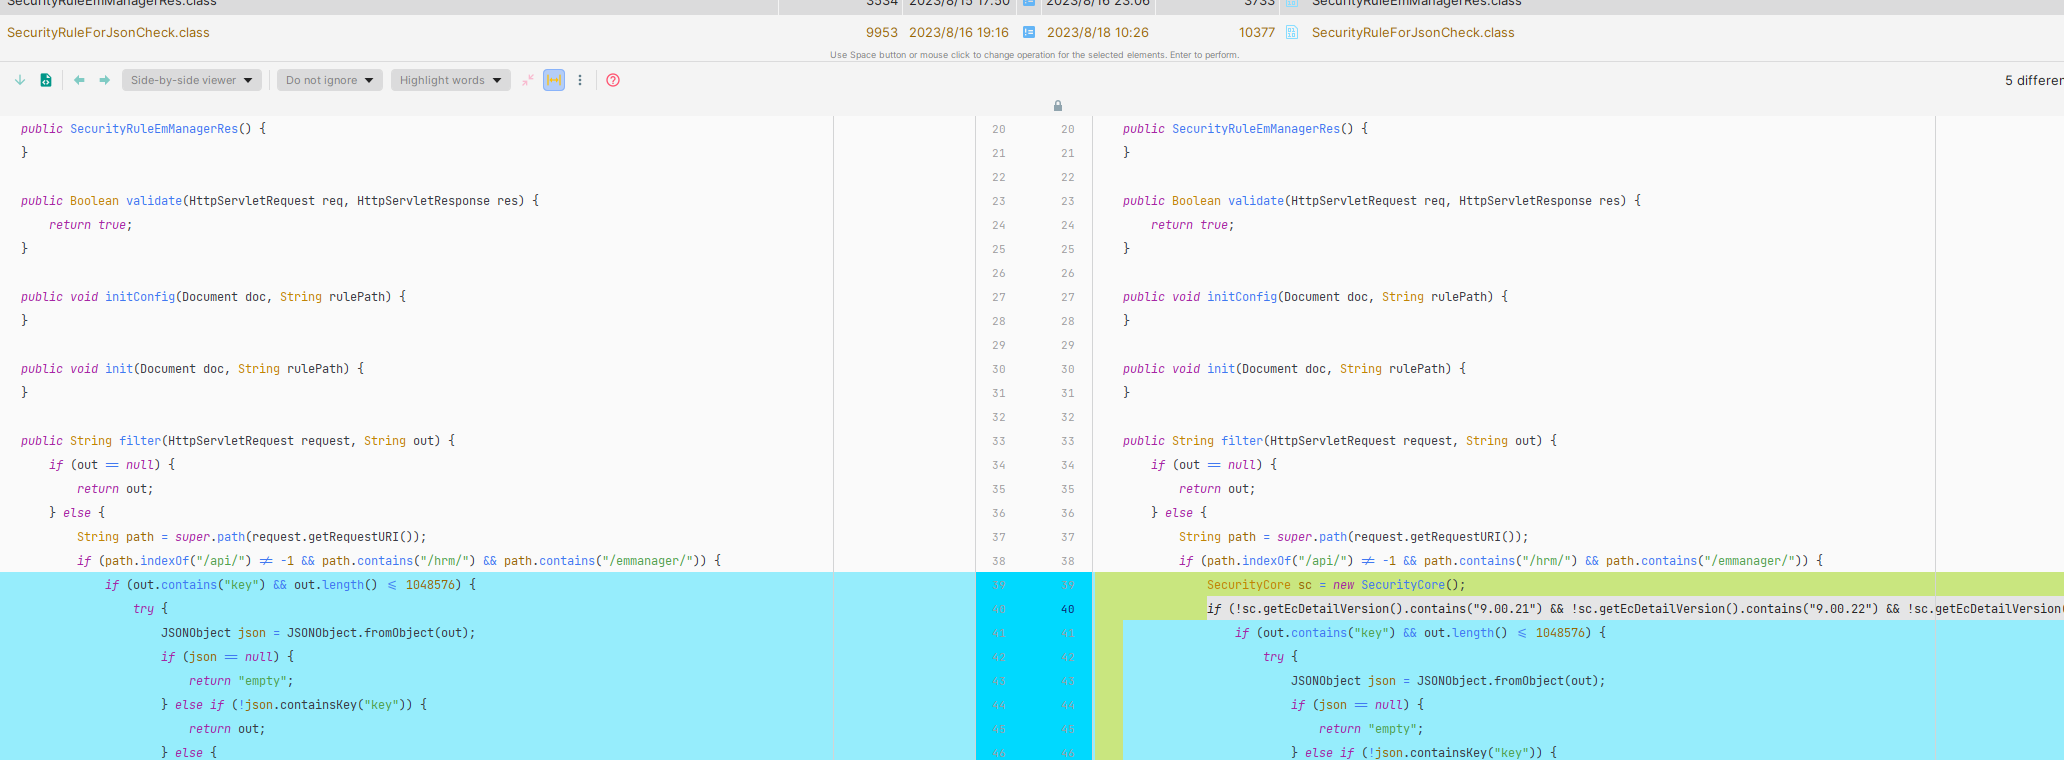 SecurityRuleEmManagerRes.class 3534 2023/8/15 17:50 2023/8/16 23:06 3733 SecurityRuleEmManagerRes.class
SecurityRuleForJsonCheck.class 9953 2023/8/16 19:16 2023/8/18 10:26 10377 SecurityRuleForJsonCheck.class
Use Space button or mouse click to change operation for the selected elements. Enter to perform.
Side-by-side viewer Do not ignore Highlight words 5 differen
public SecurityRuleEmManagerRes() { 20 20 public SecurityRuleEmManagerRes() {
} 21 21 }
22 22
public Boolean validate(HttpServletRequest req, HttpServletResponse res) { 23 23 public Boolean validate(HttpServletRequest req, HttpServletResponse res) {
return true; 24 24 return true;
} 25 25 }
26 26
public void initConfig(Document doc, String rulePath) { 27 27 public void initConfig(Document doc, String rulePath) {
} 28 28 }
29 29
public void init(Document doc, String rulePath) { 30 30 public void init(Document doc, String rulePath) {
} 31 31 }
32 32
public String filter(HttpServletRequest request, String out) { 33 33 public String filter(HttpServletRequest request, String out) {
if (out == null) { 34 34 if (out == null) {
return out; 35 35 return out;
} else { 36 36 } else {
String path = super.path(request.getRequestURI()); 37 37 String path = super.path(request.getRequestURI());
if (path.indexOf("/api/") != -1 && path.contains("/hrm/") && path.contains("/emmanager/")) { 38 38 if (path.indexOf("/api/") != -1 && path.contains("/hrm/") && path.contains("/emmanager/")) {
if (out.contains("key") && out.length() <= 1048576) { 39 39 SecurityCore sc = new SecurityCore();
try { 40 40 if (!sc.getEcDetailVersion().contains("9.00.21") && !sc.getEcDetailVersion().contains("9.00.22") && !sc.getEcDetailVersion(
JSONObject json = JSONObject.fromObject(out); 41 41 if (out.contains("key") && out.length() <= 1048576) {
if (json == null) { 42 42 try {
return "empty"; 43 43 JSONObject json = JSONObject.fromObject(out);
} else if (!json.containsKey("key")) { 44 44 if (json == null) {
return out; 45 45 return "empty";
} else { 46 46 } else if (!json.containsKey("key")) {